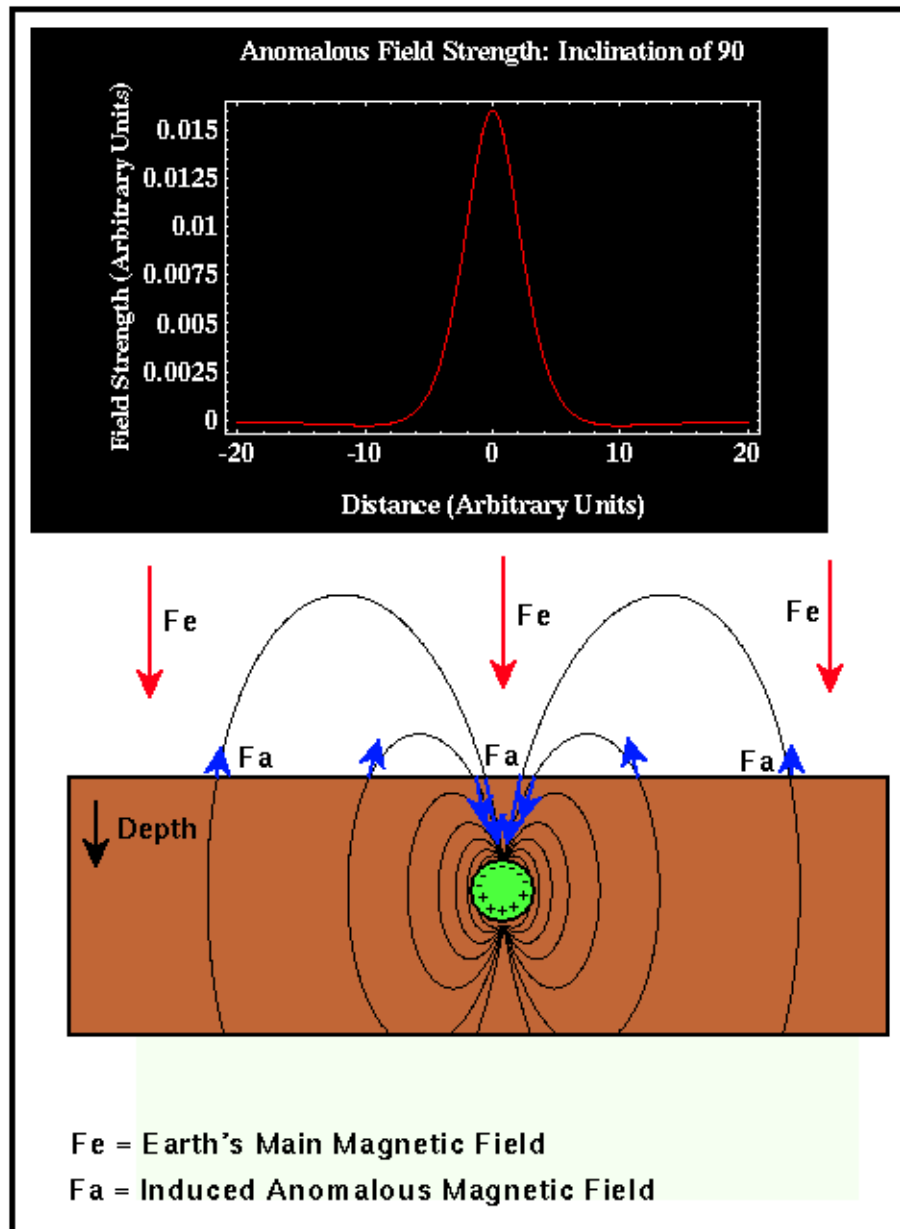 Anomalous Field Strength: Inclination of 90
Field Strength (Arbitrary Units)
0.015
0.0125
0.01
0.0075
0.005
0.0025
0
-20 -10 0 10 20
Distance (Arbitrary Units)
Fe Fe Fe
Fa Fa Fa
Depth
- - - - - - -
+ + + + + + +
Fe = Earth's Main Magnetic Field
Fa = Induced Anomalous Magnetic Field